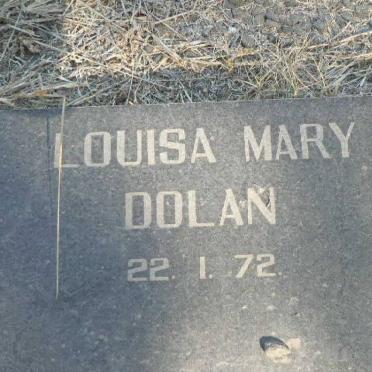 LOUISA MARY
DOLAN
22. 1. 72.